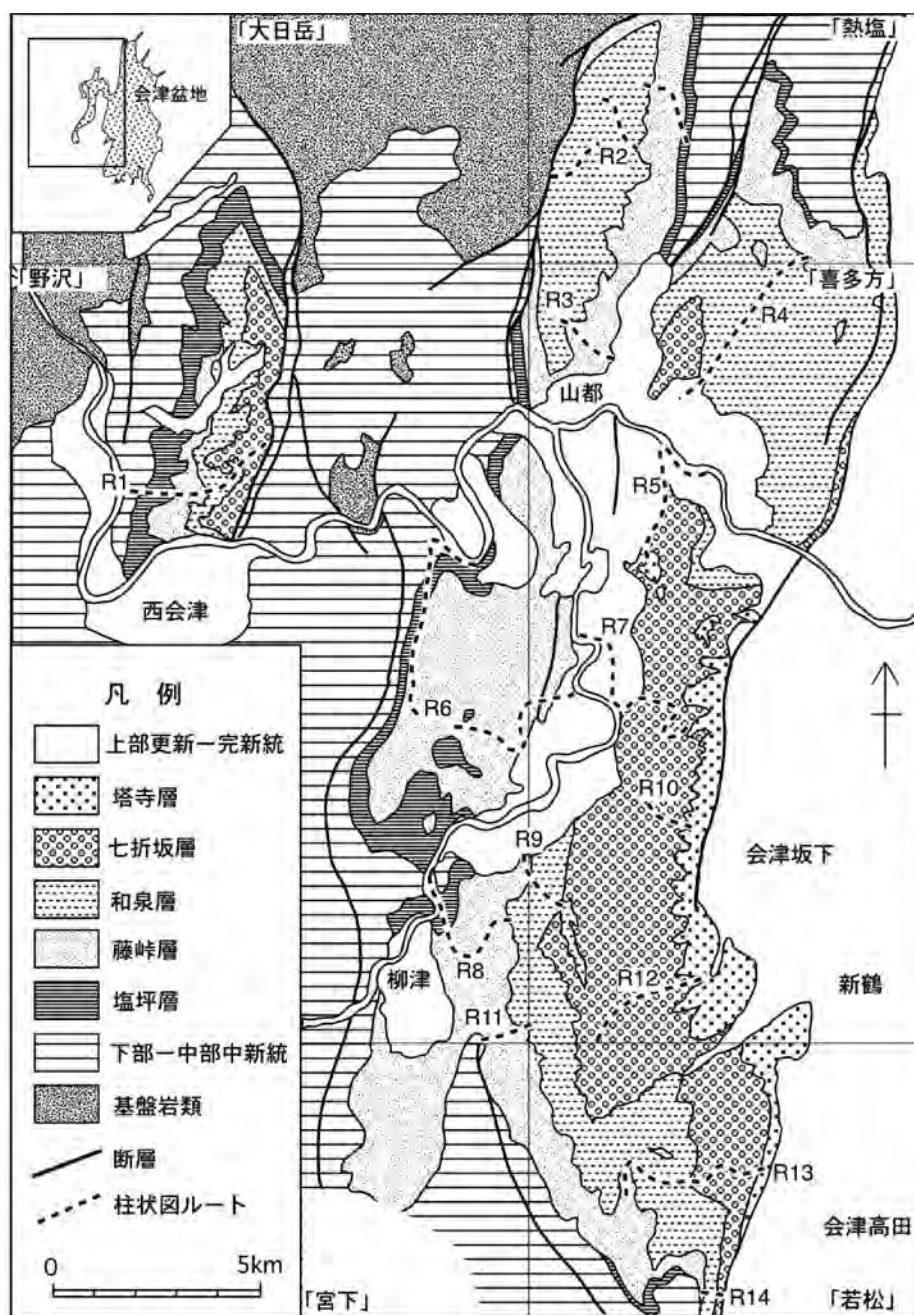 「大日岳」
「熱塩」
会津盆地
R2
「野沢」
「喜多方」
R3
R4
山都
R1
R5
西会津
R7
凡 例
上部更新ー完新統
塔寺層
七折坂層
和泉層
藤峠層
塩坪層
下部ー中部中新統
基盤岩類
断層
柱状図ルート
0 5km
R6
R10
R9
会津坂下
R8
柳津
R12
新鶴
R11
R13
会津高田
R14
「宮下」
「若松」